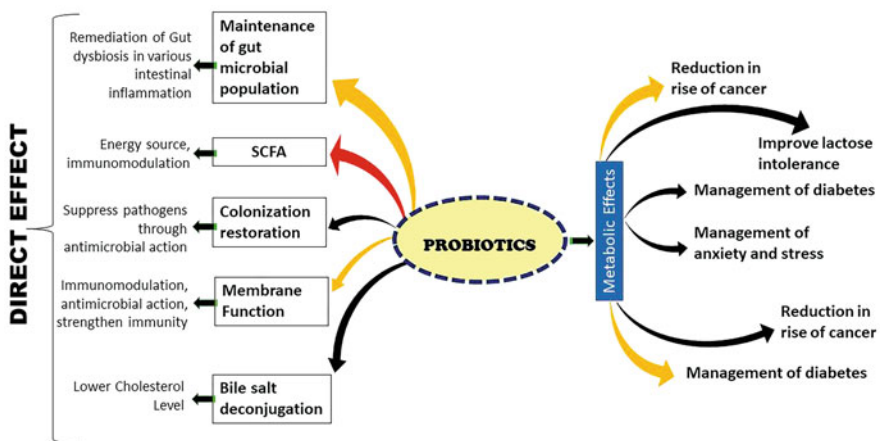 DIRECT EFFECT
Remediation of Gut
dysbiosis in various
intestinal
inflammation
Maintenance
of gut
microbial
population
Energy source,
immunomodulation
SCFA
Suppress pathogens
through
antimicrobial action
Colonization
restoration
Immunomodulation,
antimicrobial action,
strengthen immunity
Membrane
Function
Lower Cholesterol
Level
Bile salt
deconjugation
PROBIOTICS
Metabolic Effects
Reduction in
rise of cancer
Improve lactose
intolerance
Management of diabetes
Management of
anxiety and stress
Reduction in
rise of cancer
Management of diabetes